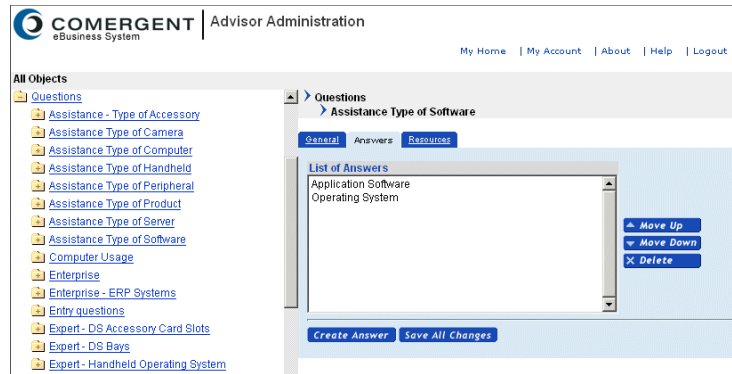 COMERGENT
eBusiness System
Advisor Administration
My Home | My Account | About | Help | Logout
All Objects
Questions
Assistance - Type of Accessory
Assistance Type of Camera
Assistance Type of Computer
Assistance Type of Handheld
Assistance Type of Peripheral
Assistance Type of Product
Assistance Type of Server
Assistance Type of Software
Computer Usage
Enterprise
Enterprise - ERP Systems
Entry questions
Expert - DS Accessory Card Slots
Expert - DS Bays
Expert - Handheld Operating System
Questions
Assistance Type of Software
General Answers Resources
List of Answers
Application Software
Operating System
Move Up
Move Down
X Delete
Create Answer Save All Changes